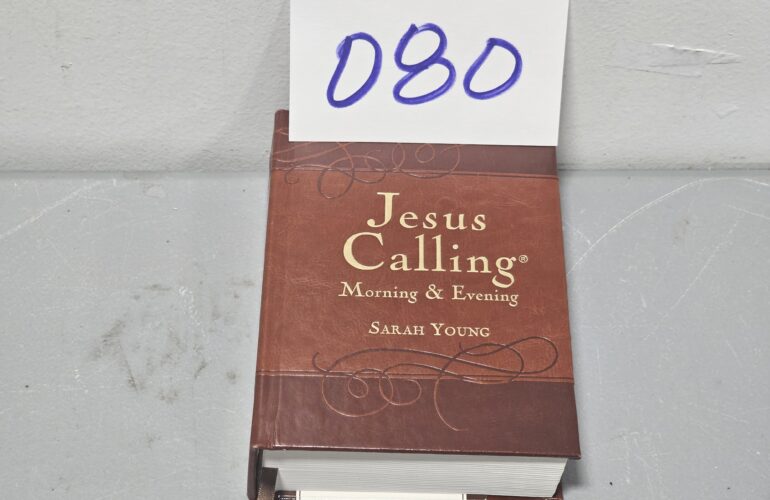 080
Jesus
Calling®
Morning & Evening
Sarah Young